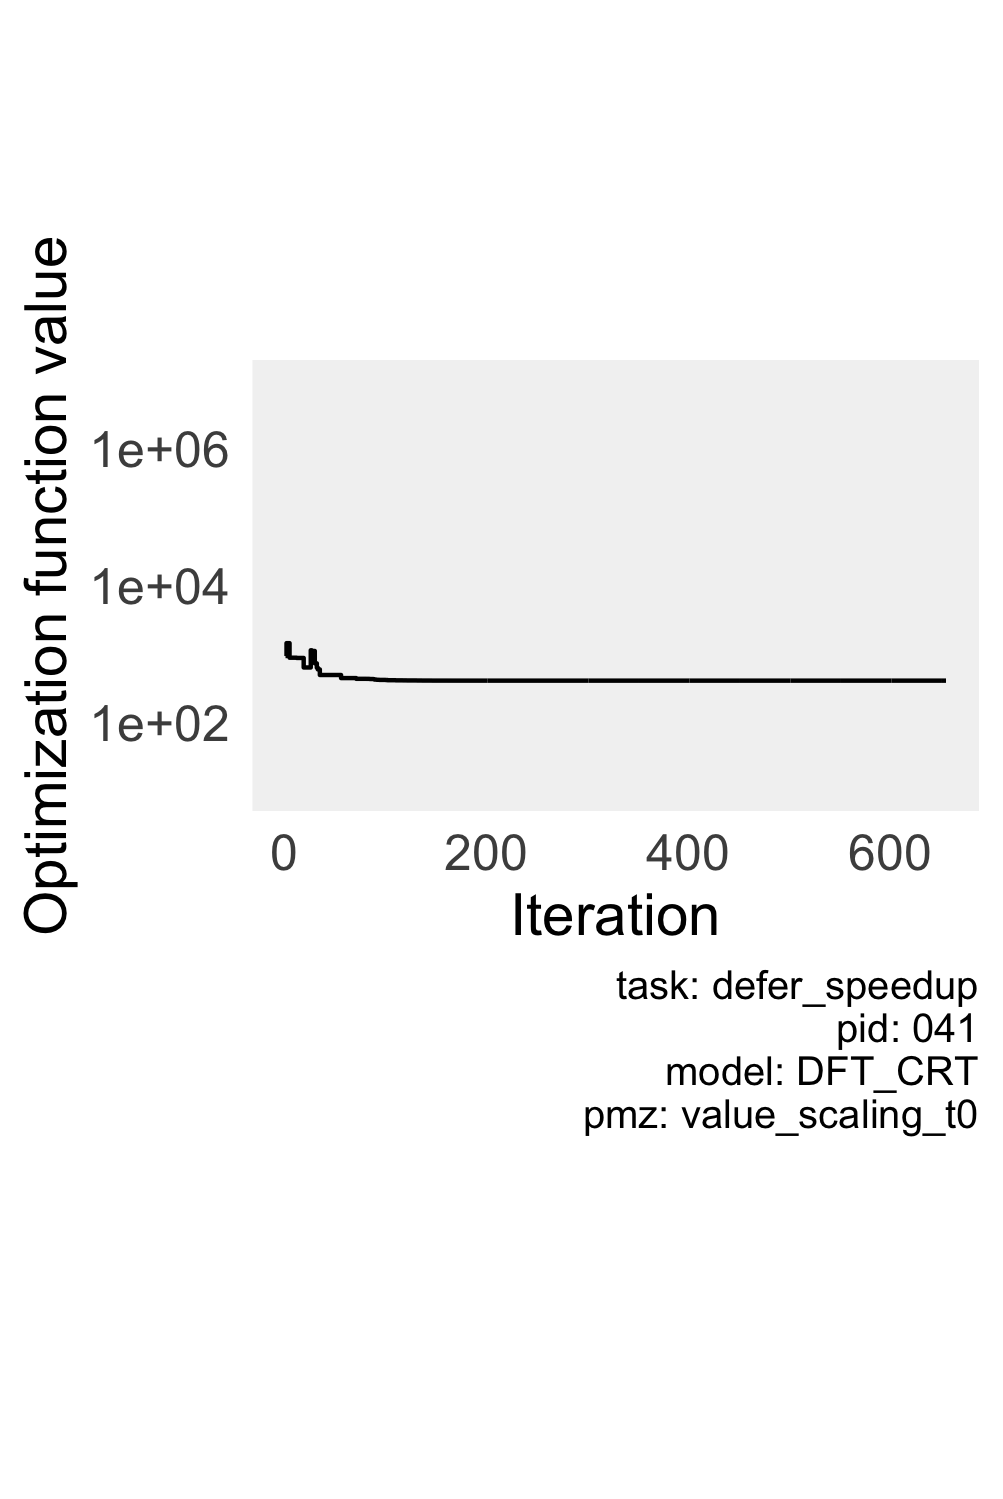 Optimization function value
1e+06
1e+04
1e+02
0 200 400 600
Iteration
task: defer_speedup
pid: 041
model: DFT_CRT
pmz: value_scaling_t0